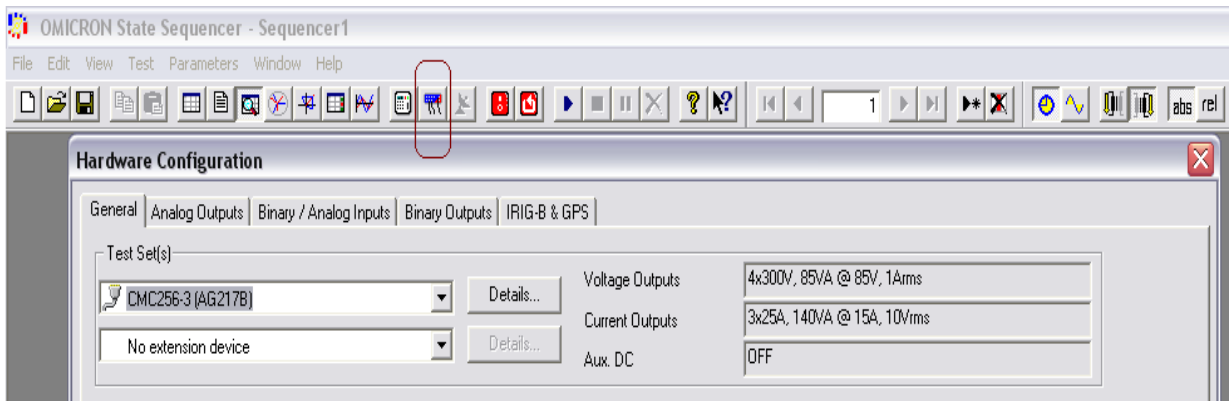 OMICRON State Sequencer - Sequencer1
File Edit View Test Parameters Window Help
1 abs rel
Hardware Configuration
General Analog Outputs Binary / Analog Inputs Binary Outputs IRIG-B & GPS
Test Set(s)
CMC256-3 (AG217B) Details... Voltage Outputs 4x300V, 85VA @ 85V, 1Arms
Current Outputs 3x25A, 140VA @ 15A, 10Vrms
No extension device Details...
Aux. DC OFF